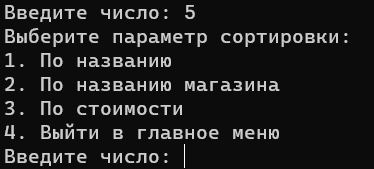 Введите число: 5
Выберите параметр сортировки:
1. По названию
2. По названию магазина
3. По стоимости
4. Выйти в главное меню
Введите число: